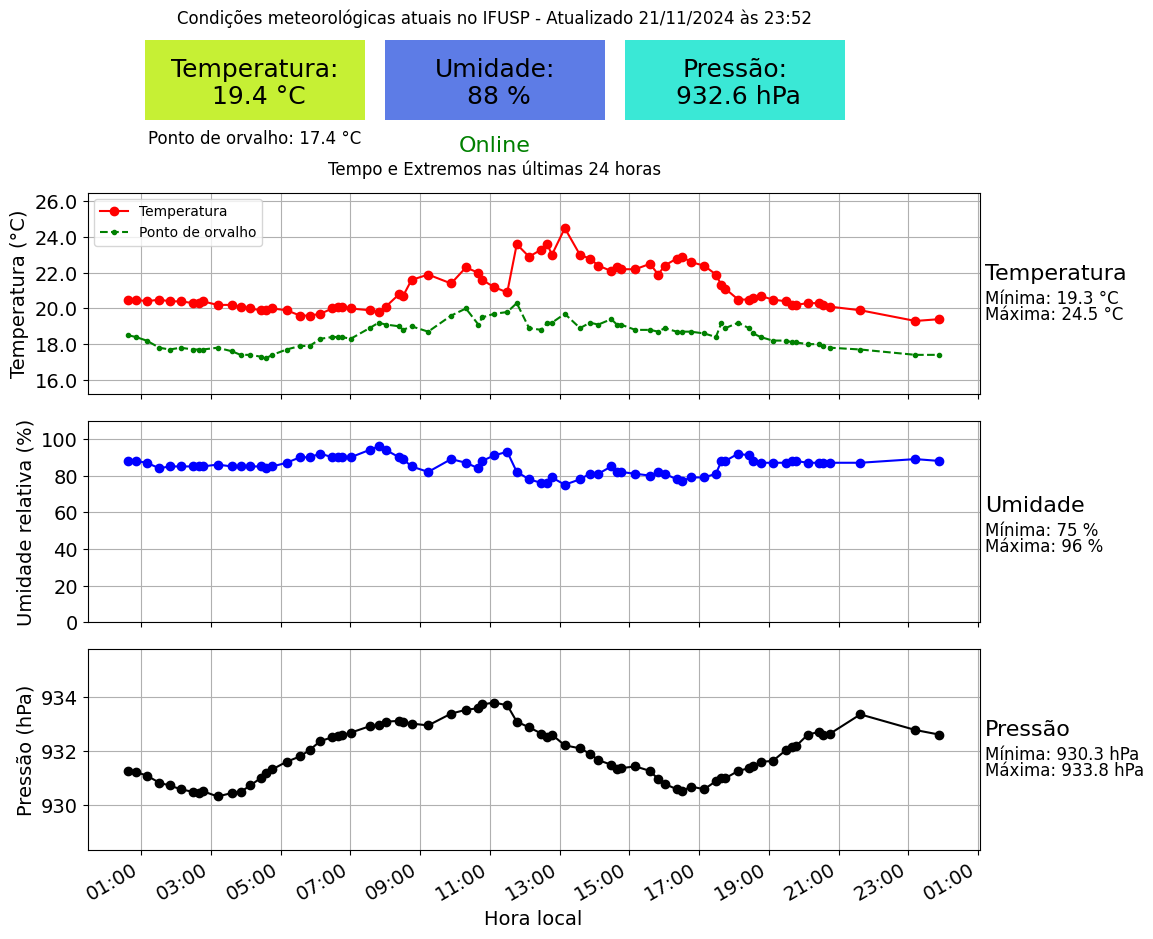 Condições meteorológicas atuais no IFUSP - Atualizado 21/11/2024 às 23:52
Temperatura:
19.4 °C
Umidade:
88 %
Pressão:
932.6 hPa
Ponto de orvalho: 17.4 °C
Online
Tempo e Extremos nas últimas 24 horas
Temperatura (°C)
26.0
24.0
22.0
20.0
18.0
16.0
Temperatura
Ponto de orvalho
Temperatura
Mínima: 19.3 °C
Máxima: 24.5 °C
Umidade relativa (%)
100
80
60
40
20
0
Umidade
Mínima: 75 %
Máxima: 96 %
Pressão (hPa)
934
932
930
Pressão
Mínima: 930.3 hPa
Máxima: 933.8 hPa
01:00 03:00 05:00 07:00 09:00 11:00 13:00 15:00 17:00 19:00 21:00 23:00 01:00
Hora local